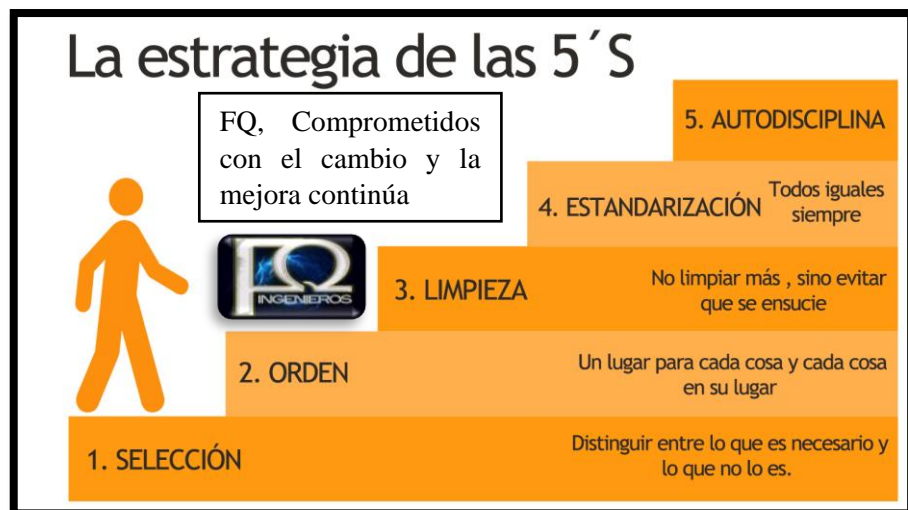 La estrategia de las 5´S
FQ, Comprometidos
con el cambio y la
mejora continúa
5. AUTODISCIPLINA
4. ESTANDARIZACIÓN
Todos iguales
siempre
FQ
INGENIEROS
3. LIMPIEZA
No limpiar más , sino evitar
que se ensucie
2. ORDEN
Un lugar para cada cosa y cada cosa
en su lugar
1. SELECCIÓN
Distinguir entre lo que es necesario y
lo que no lo es.